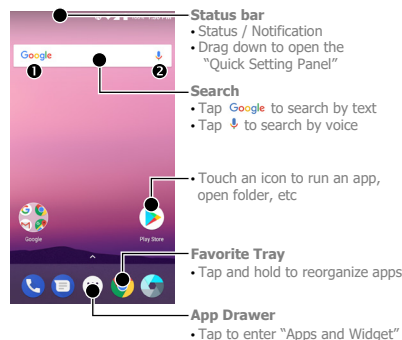 Status bar
• Status / Notification
• Drag down to open the
"Quick Setting Panel"
Google
❶ ❷
Search
• Tap Google to search by text
• Tap to search by voice
• Touch an icon to run an app,
open folder, etc
Google
Play Store
Favorite Tray
• Tap and hold to reorganize apps
App Drawer
• Tap to enter “Apps and Widget”